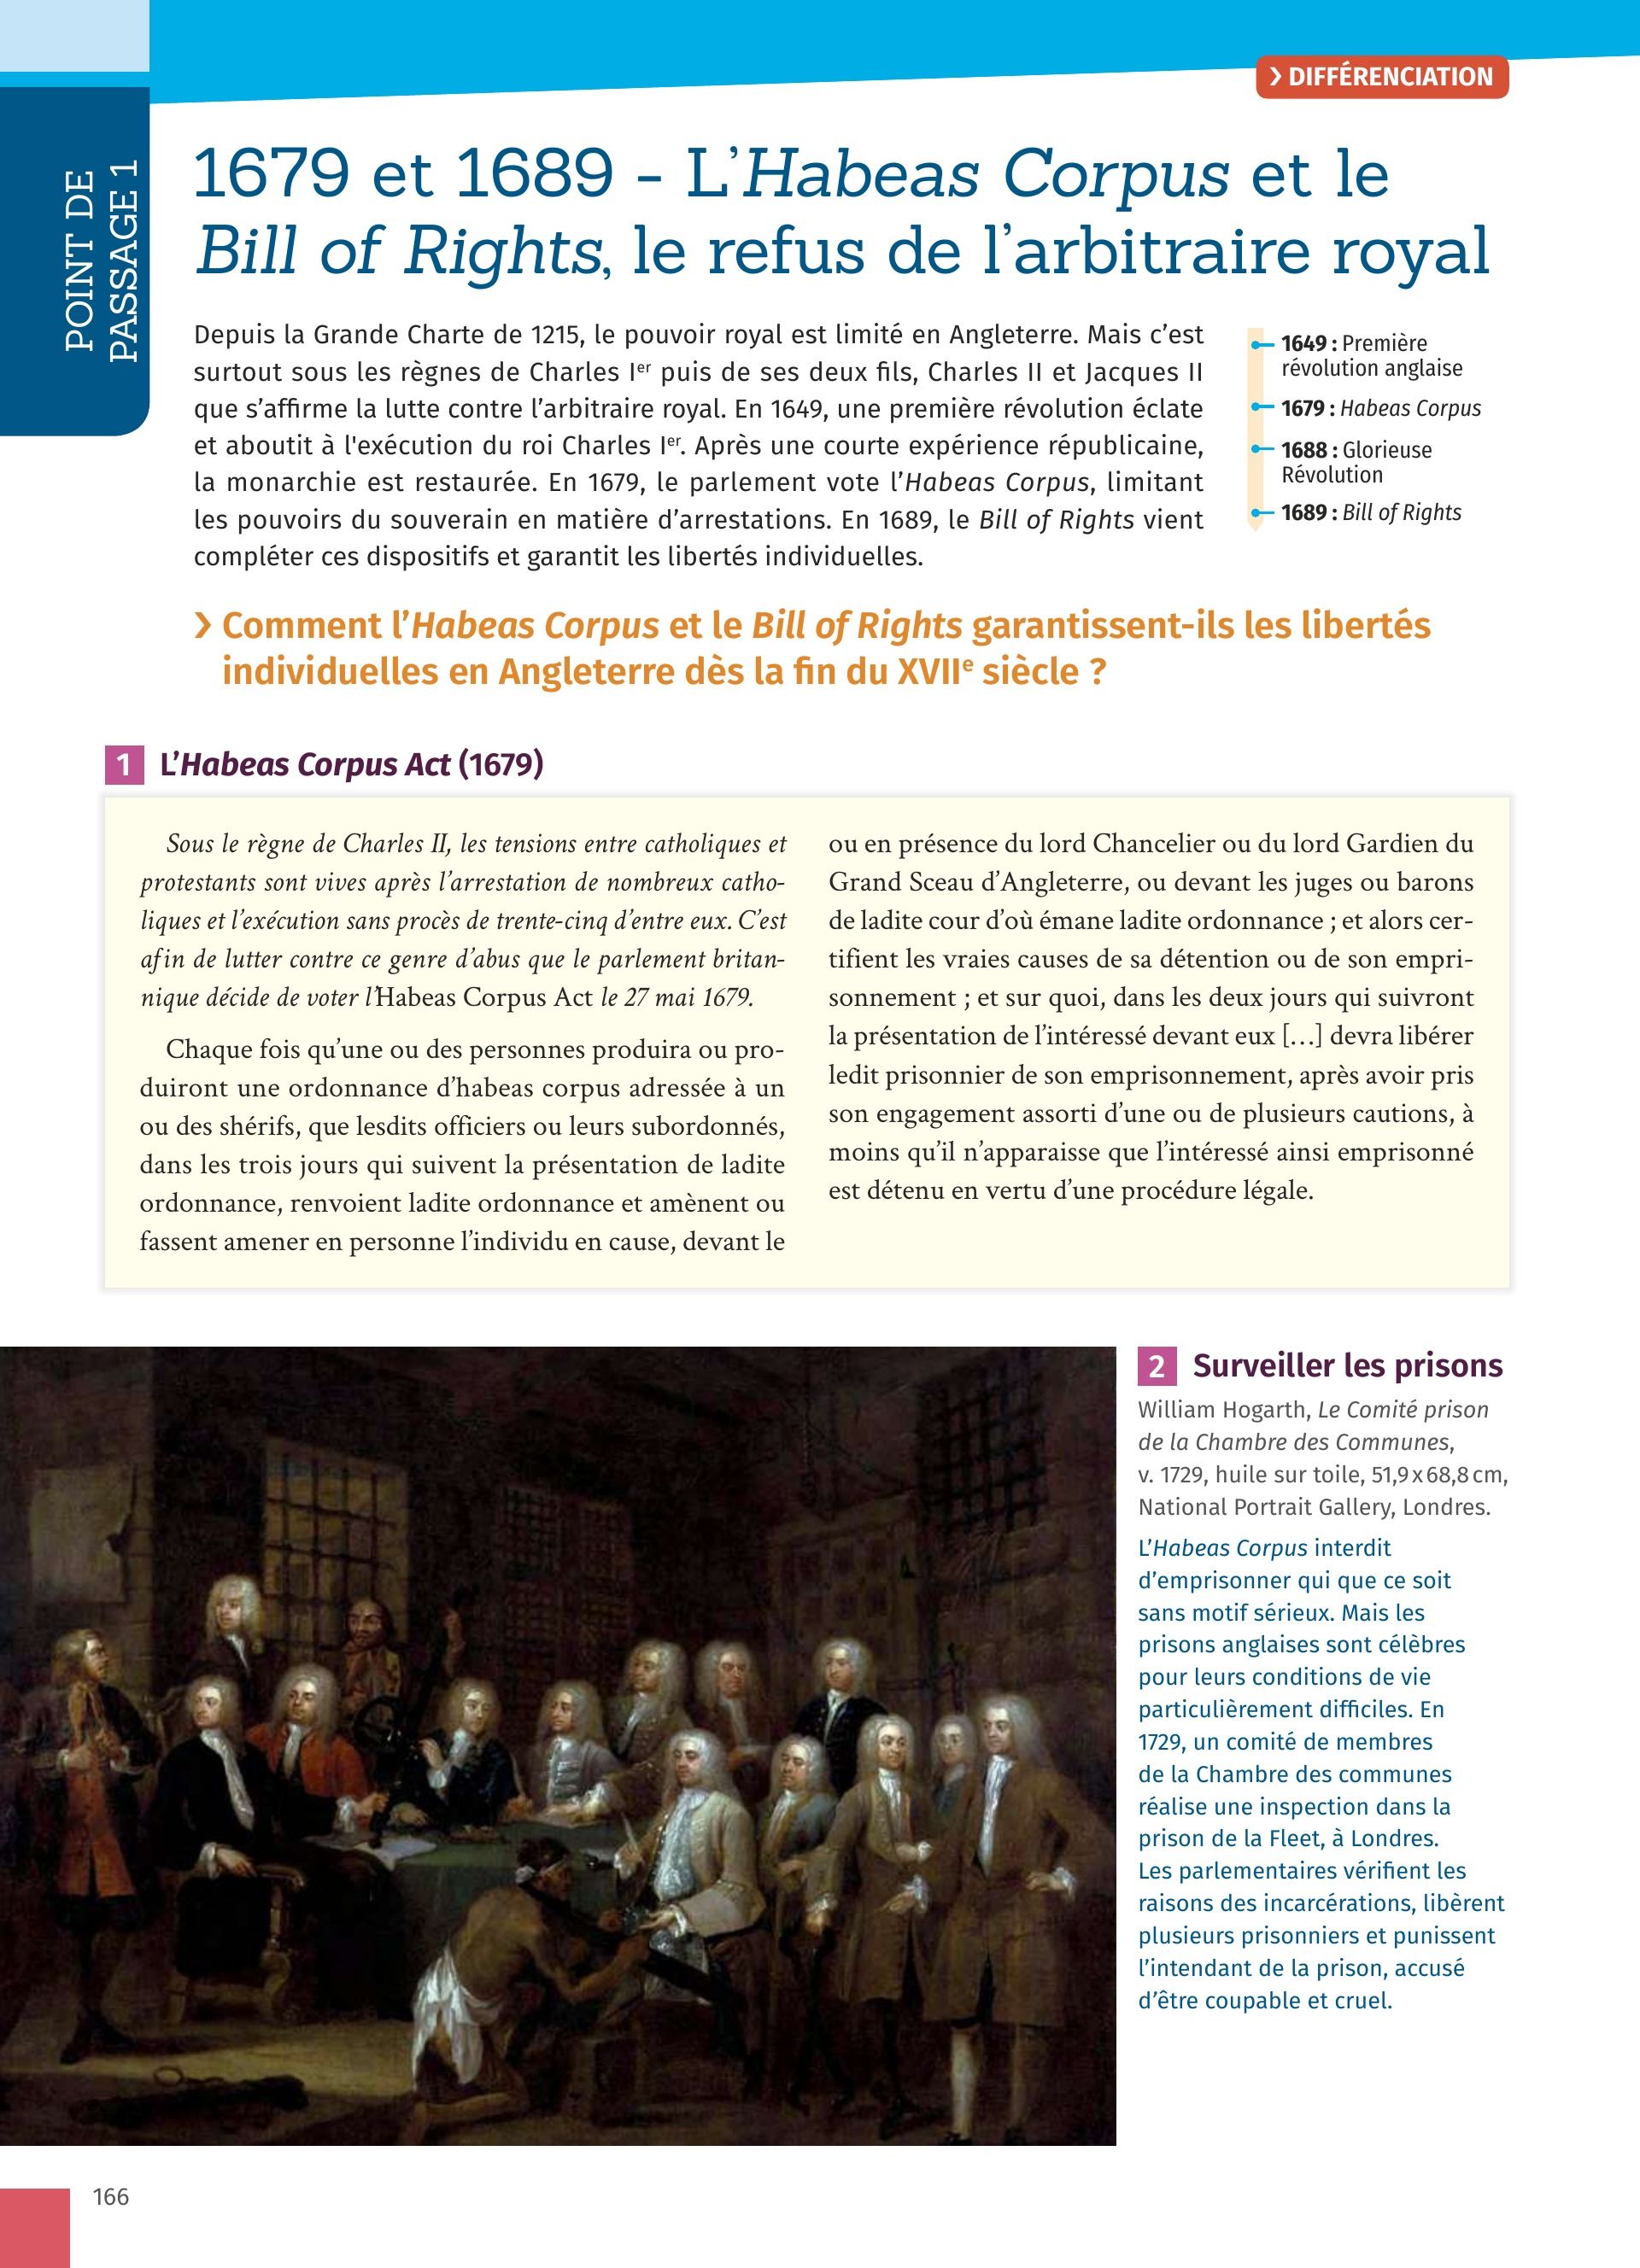 DIFFÉRENCIATION
POINT DE
PASSAGE 1
1679 et 1689 - L’Habeas Corpus et le
Bill of Rights, le refus de l’arbitraire royal
Depuis la Grande Charte de 1215, le pouvoir royal est limité en Angleterre. Mais c’est
surtout sous les règnes de Charles Ier puis de ses deux fils, Charles II et Jacques II
que s’affirme la lutte contre l’arbitraire royal. En 1649, une première révolution éclate
et aboutit à l'exécution du roi Charles Ier. Après une courte expérience républicaine,
la monarchie est restaurée. En 1679, le parlement vote l’Habeas Corpus, limitant
les pouvoirs du souverain en matière d’arrestations. En 1689, le Bill of Rights vient
compléter ces dispositifs et garantit les libertés individuelles.
1649 : Première
révolution anglaise
1679 : Habeas Corpus
1688 : Glorieuse
Révolution
1689 : Bill of Rights
Comment l’Habeas Corpus et le Bill of Rights garantissent-ils les libertés
individuelles en Angleterre dès la fin du XVIIe siècle ?
1 L’Habeas Corpus Act (1679)
Sous le règne de Charles II, les tensions entre catholiques et
protestants sont vives après l’arrestation de nombreux catho-
liques et l’exécution sans procès de trente-cinq d’entre eux. C’est
afin de lutter contre ce genre d’abus que le parlement britan-
nique décide de voter l’Habeas Corpus Act le 27 mai 1679.
Chaque fois qu’une ou des personnes produira ou pro-
duiront une ordonnance d’habeas corpus adressée à un
ou des shérifs, que lesdits officiers ou leurs subordonnés,
dans les trois jours qui suivent la présentation de ladite
ordonnance, renvoient ladite ordonnance et amènent ou
fassent amener en personne l’individu en cause, devant le
ou en présence du lord Chancelier ou du lord Gardien du
Grand Sceau d’Angleterre, ou devant les juges ou barons
de ladite cour d’où émane ladite ordonnance ; et alors cer-
tifient les vraies causes de sa détention ou de son empri-
sonnement ; et sur quoi, dans les deux jours qui suivront
la présentation de l’intéressé devant eux […] devra libérer
ledit prisonnier de son emprisonnement, après avoir pris
son engagement assorti d’une ou de plusieurs cautions, à
moins qu’il n’apparaisse que l’intéressé ainsi emprisonné
est détenu en vertu d’une procédure légale.
2 Surveiller les prisons
William Hogarth, Le Comité prison
de la Chambre des Communes,
v. 1729, huile sur toile, 51,9 x 68,8 cm,
National Portrait Gallery, Londres.
L’Habeas Corpus interdit
d’emprisonner qui que ce soit
sans motif sérieux. Mais les
prisons anglaises sont célèbres
pour leurs conditions de vie
particulièrement difficiles. En
1729, un comité de membres
de la Chambre des communes
réalise une inspection dans la
prison de la Fleet, à Londres.
Les parlementaires vérifient les
raisons des incarcérations, libèrent
plusieurs prisonniers et punissent
l’intendant de la prison, accusé
d’être coupable et cruel.
166